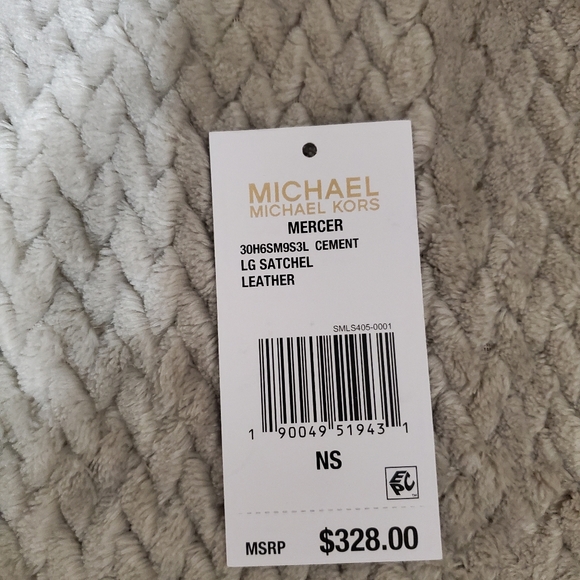 MICHAEL
MICHAEL KORS
MERCER
30H6SM9S3L CEMENT
LG SATCHEL
LEATHER
SMLS405-0001
1 90049 51943 1
NS
EPC
MSRP $328.00